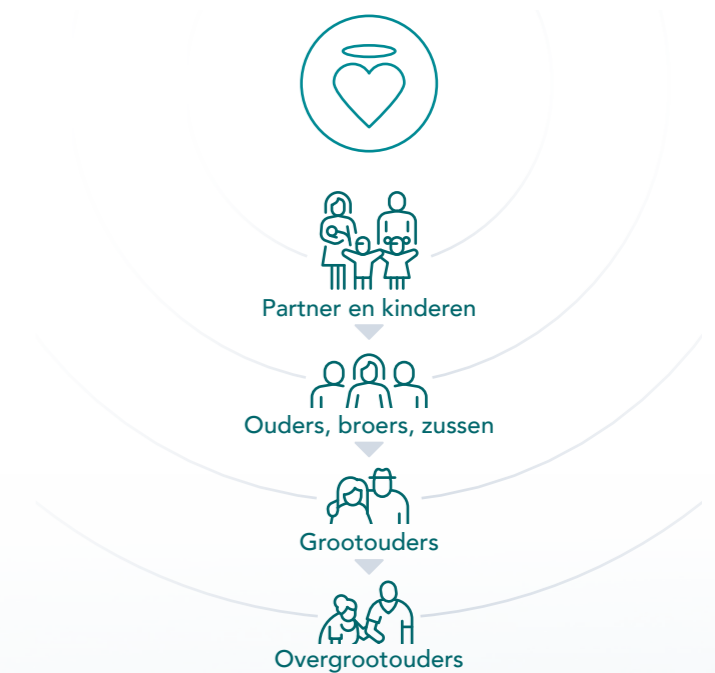 Partner en kinderen
Ouders, broers, zussen
Grootouders
Overgrootouders